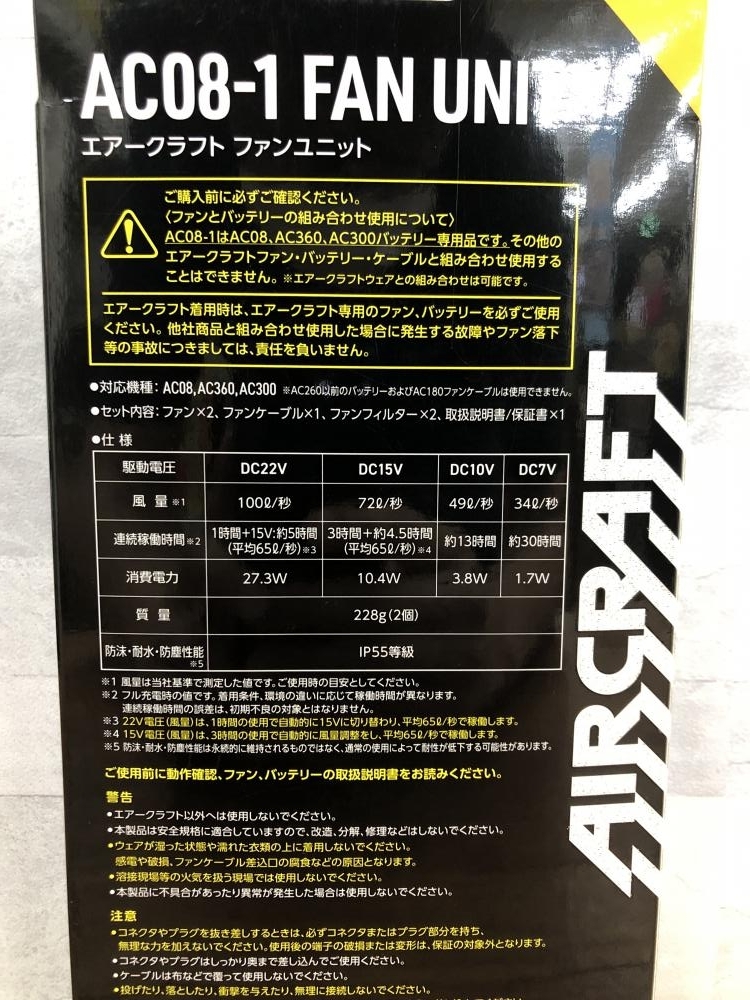 AC08-1 FAN UNI
エアークラフト ファンユニット
ご購入前に必ずご確認ください。
〈ファンとバッテリーの組み合わせ使用について〉
AC08-1はAC08、AC360、AC300バッテリー専用品です。その他の
エアークラフトファン・バッテリー・ケーブルと組み合わせ使用する
ことはできません。※エアークラフトウェアとの組み合わせは可能です。
エアークラフト着用時は、エアークラフト専用のファン、バッテリーを必ずご使用
ください。他社商品と組み合わせ使用した場合に発生する故障やファン落下
等の事故につきましては、責任を負いません。
●対応機種：AC08,AC360,AC300 ※AC260以前のバッテリーおよびAC180ファンケーブルは使用できません。
●セット内容：ファン×2、ファンケーブル×1、ファンフィルター×2、取扱説明書/保証書×1
●仕様
駆動電圧 DC22V DC15V DC10V DC7V
風量※1 100ℓ/秒 72ℓ/秒 49ℓ/秒 34ℓ/秒
連続稼働時間※2 1時間+15V:約5時間 (平均65ℓ/秒)※3 3時間+約4.5時間 (平均65ℓ/秒)※4 約13時間 約30時間
消費電力 27.3W 10.4W 3.8W 1.7W
質量 228g(2個)
防沫・耐水・防塵性能※5 IP55等級
※1 風量は当社基準で測定した値です。ご使用時の目安としてください。
※2 フル充電時の値です。着用条件、環境の違いに応じて稼働時間が異なります。
連続稼働時間の誤差は、初期不良の対象とはなりません。
※3 22V電圧(風量)は、1時間の使用で自動的に15Vに切り替わり、平均65ℓ/秒で稼働します。
※4 15V電圧(風量)は、3時間の使用で自動的に風量調整をし、平均65ℓ/秒で稼働します。
※5 防沫・耐水・防塵性能は永続的に維持されるものではなく、通常の使用によって耐性が低下する可能性があります。
ご使用前に動作確認、ファン、バッテリーの取扱説明書をお読みください。
警告
●エアークラフト以外へは使用しないでください。
●本製品は安全規格に適合していますので、改造、分解、修理などはしないでください。
●ウェアが湿った状態や濡れた衣類の上に着用しないでください。
感電や破損、ファンケーブル差込口の腐食などの原因となります。
●溶接現場等の火気を扱う現場では使用しないでください。
●本製品に不具合があったり異常が発生した場合は使用しないでください。
注意
●コネクタやプラグを抜き差しするときは、必ずコネクタまたはプラグ部分を持ち、
無理な力を加えないでください。使用後の端子の破損または変形は、保証の対象外となります。
●コネクタやプラグはしっかり奥まで差し込んでご使用ください。
●ケーブルは布などで覆って使用しないでください。
●投げたり、落としたり、衝撃を与えたり、無理に接続しないでください。
AIRCRAFT